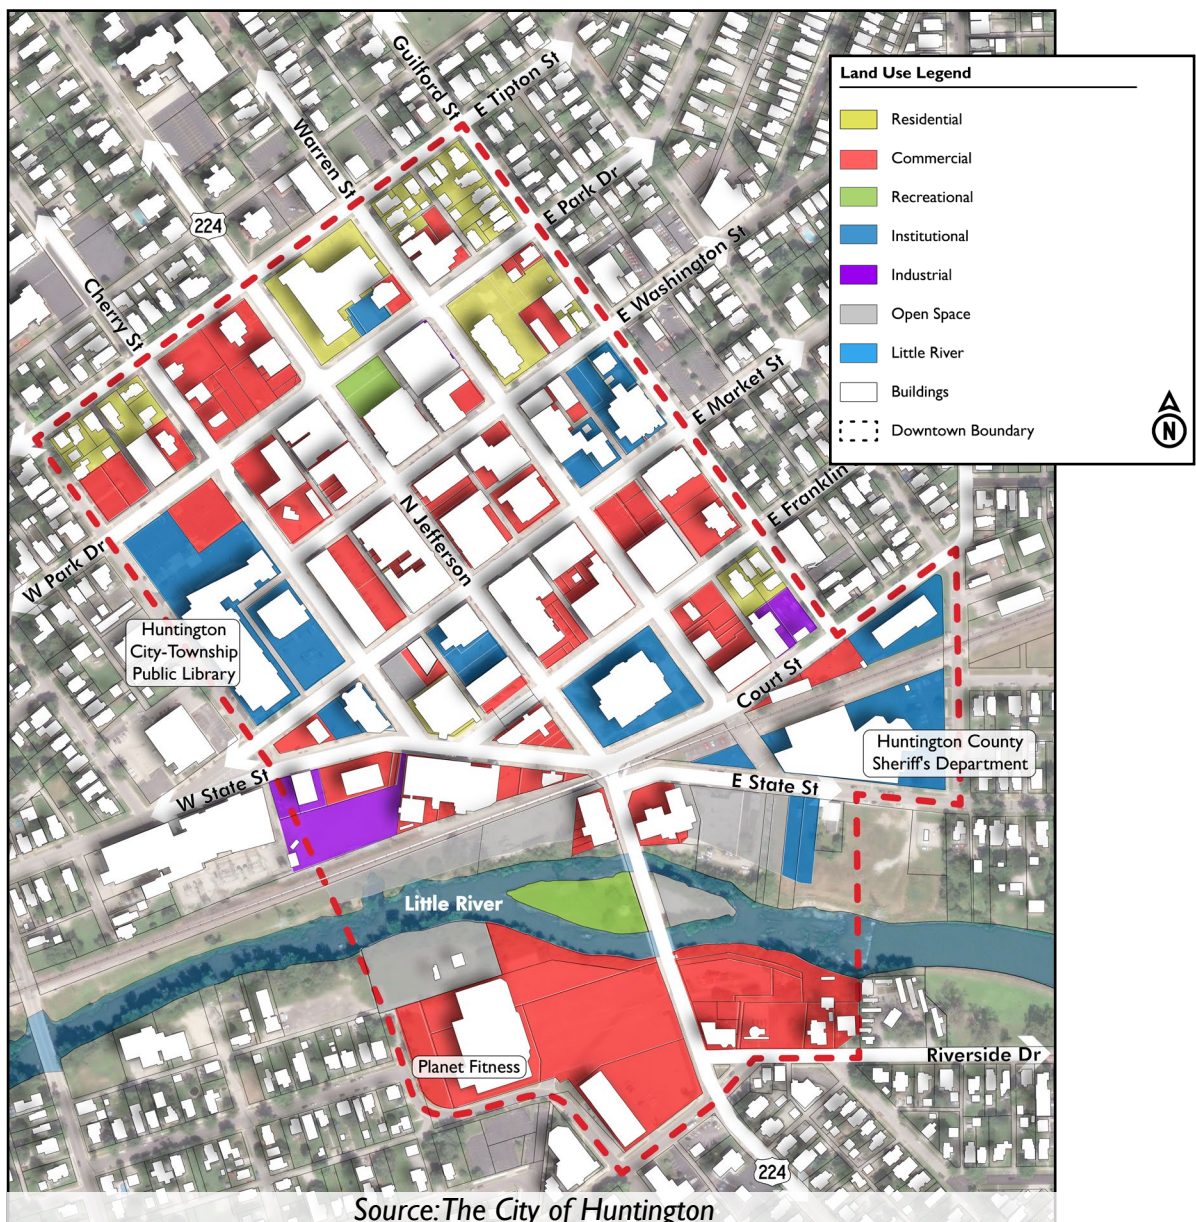 Guilford St
E Tipton St
Warren St
E Park Dr
224
E Washington St
Cherry St
E Market St
E Franklin
N Jefferson
W Park Dr
Huntington
City-Township
Public Library
Court St
Huntington County
Sheriff's Department
W State St
E State St
Little River
Planet Fitness
Riverside Dr
224
Land Use Legend
Residential
Commercial
Recreational
Institutional
Industrial
Open Space
Little River
Buildings
Downtown Boundary
N
Source:The City of Huntington